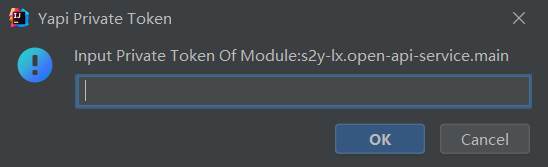 Yapi Private Token
Input Private Token Of Module:s2y-lx.open-api-service.main
OK
Cancel